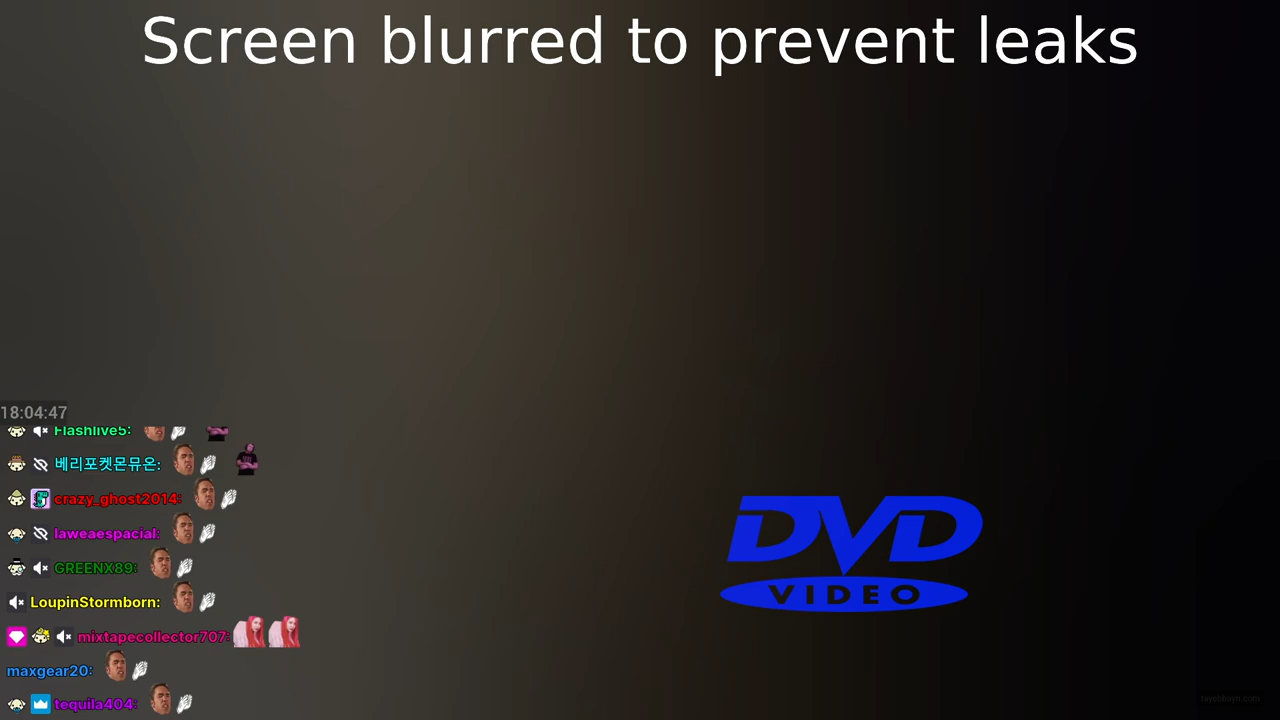 Screen blurred to prevent leaks
18:04:47
Flashlive5:
베리포켓몬뮤온:
crazy_ghost2014:
laweaespacial:
GREENX89:
LoupinStormborn:
mixtapecollector707:
maxgear20:
tequila404:
DVD
VIDEO